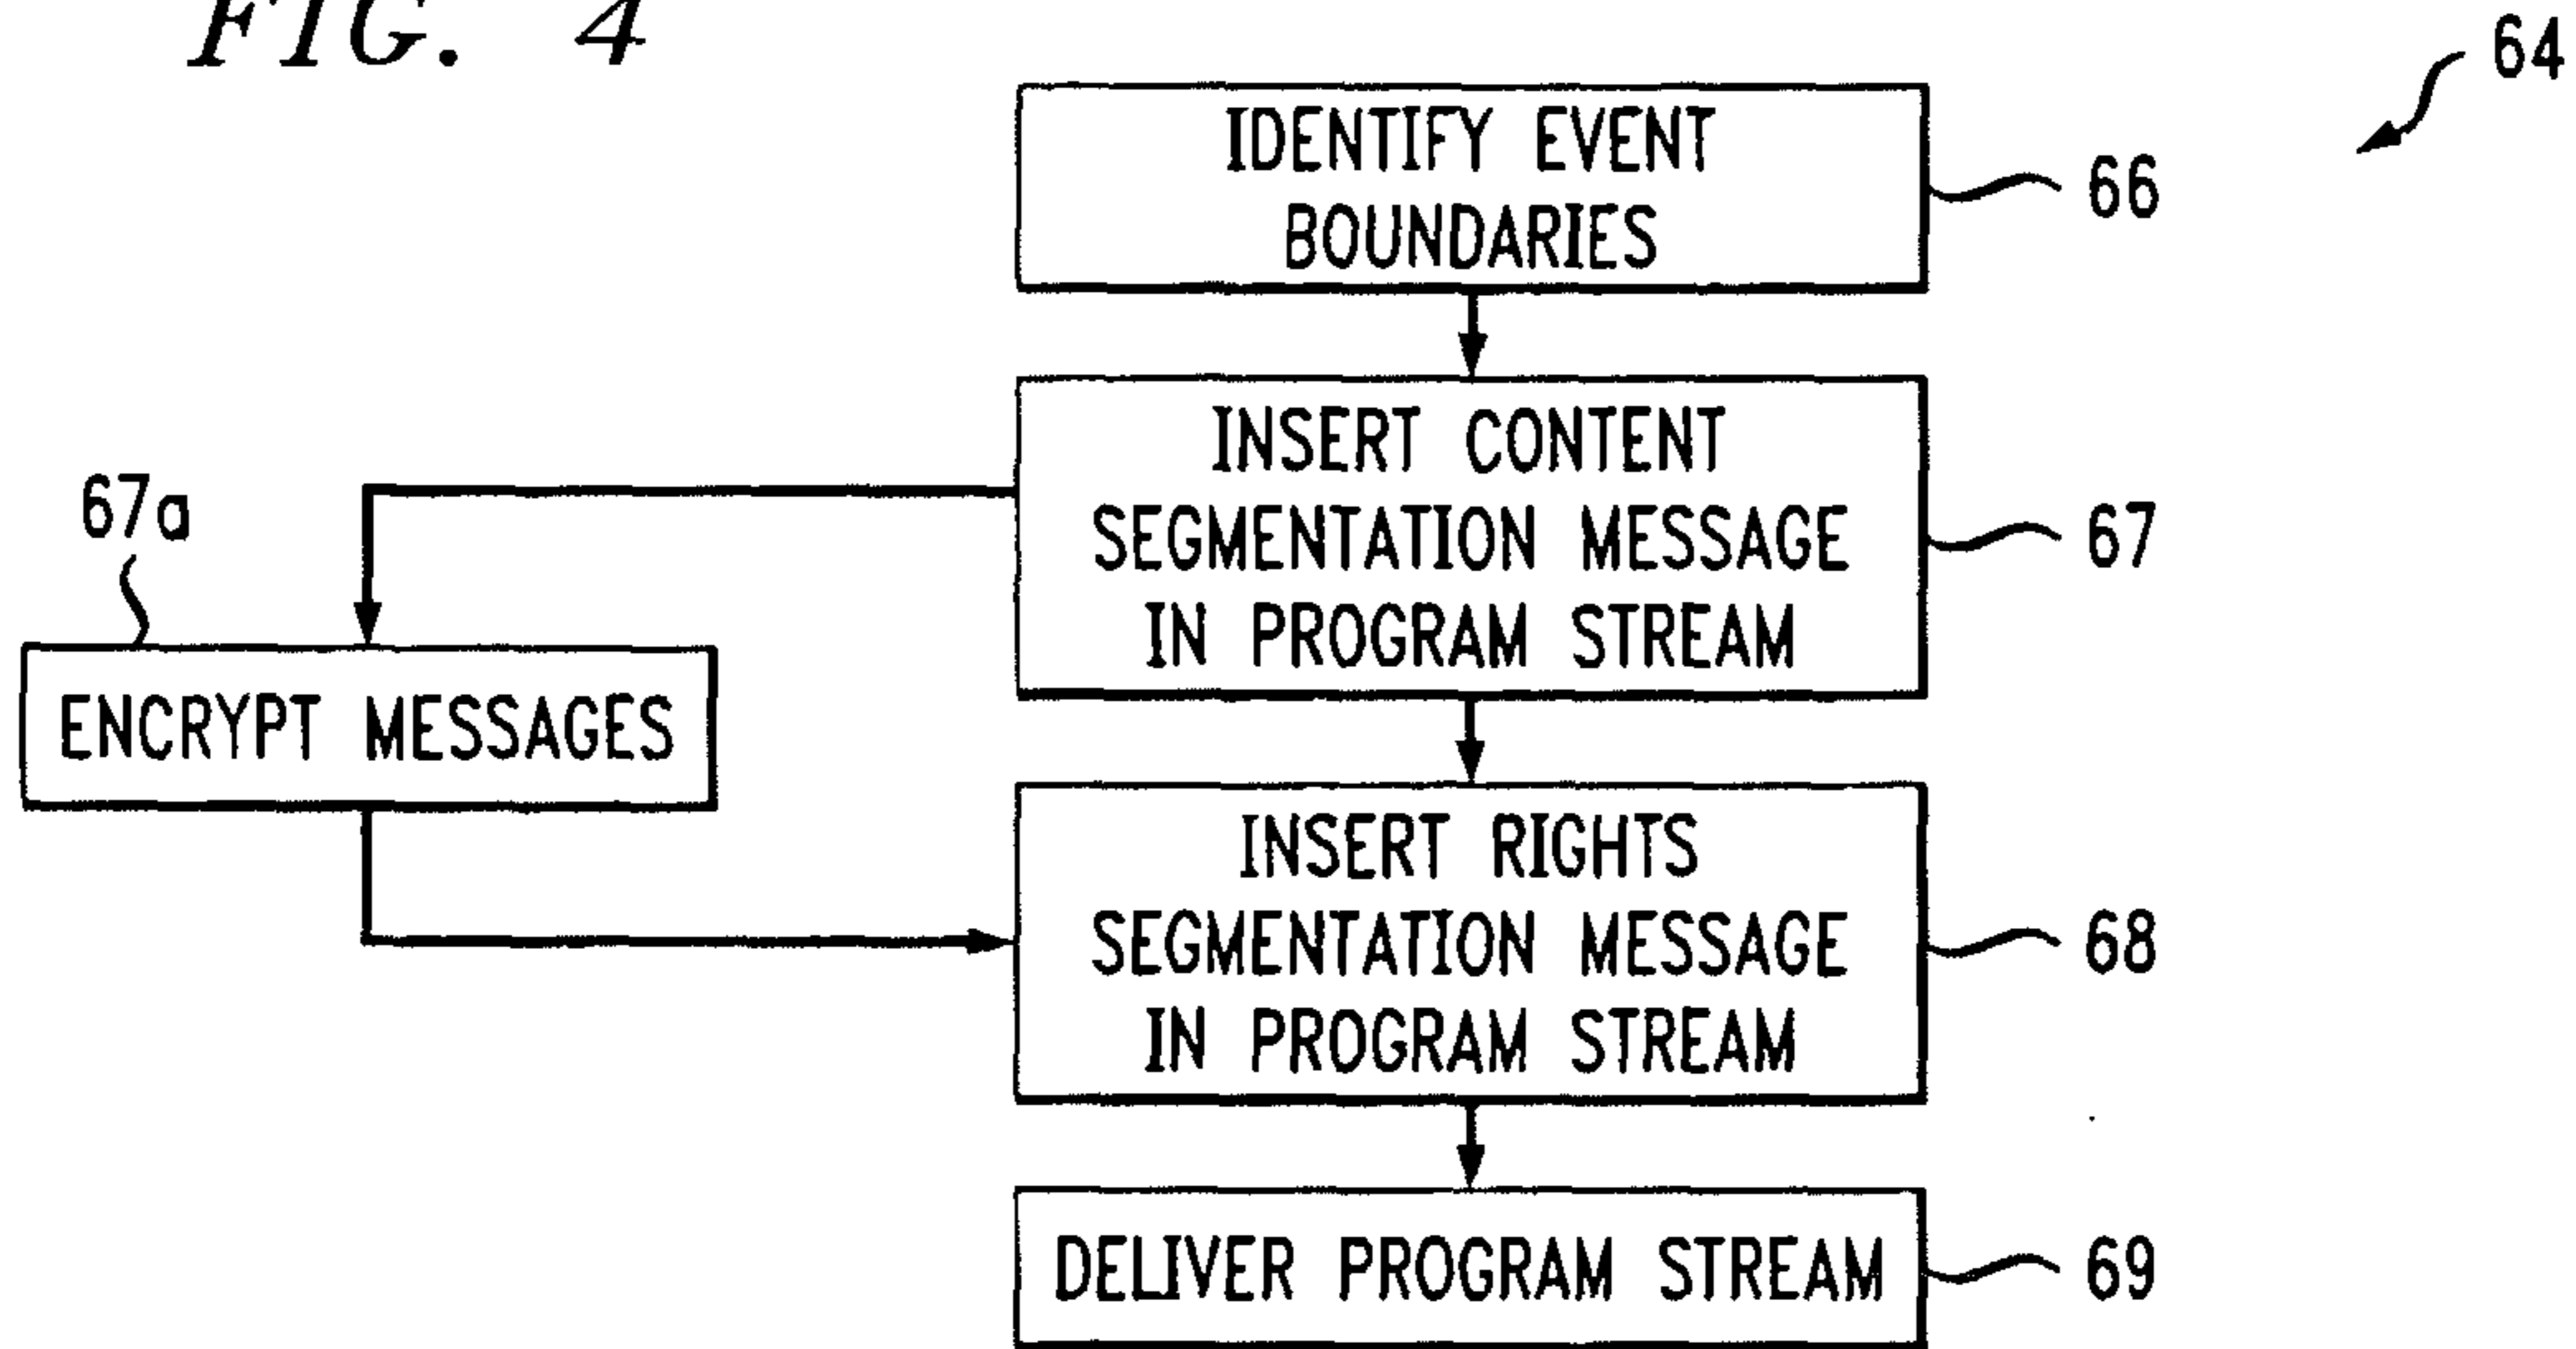 FIG. 4
64
IDENTIFY EVENT
BOUNDARIES
66
INSERT CONTENT
SEGMENTATION MESSAGE
IN PROGRAM STREAM
67
67a
ENCRYPT MESSAGES
INSERT RIGHTS
SEGMENTATION MESSAGE
IN PROGRAM STREAM
68
DELIVER PROGRAM STREAM
69